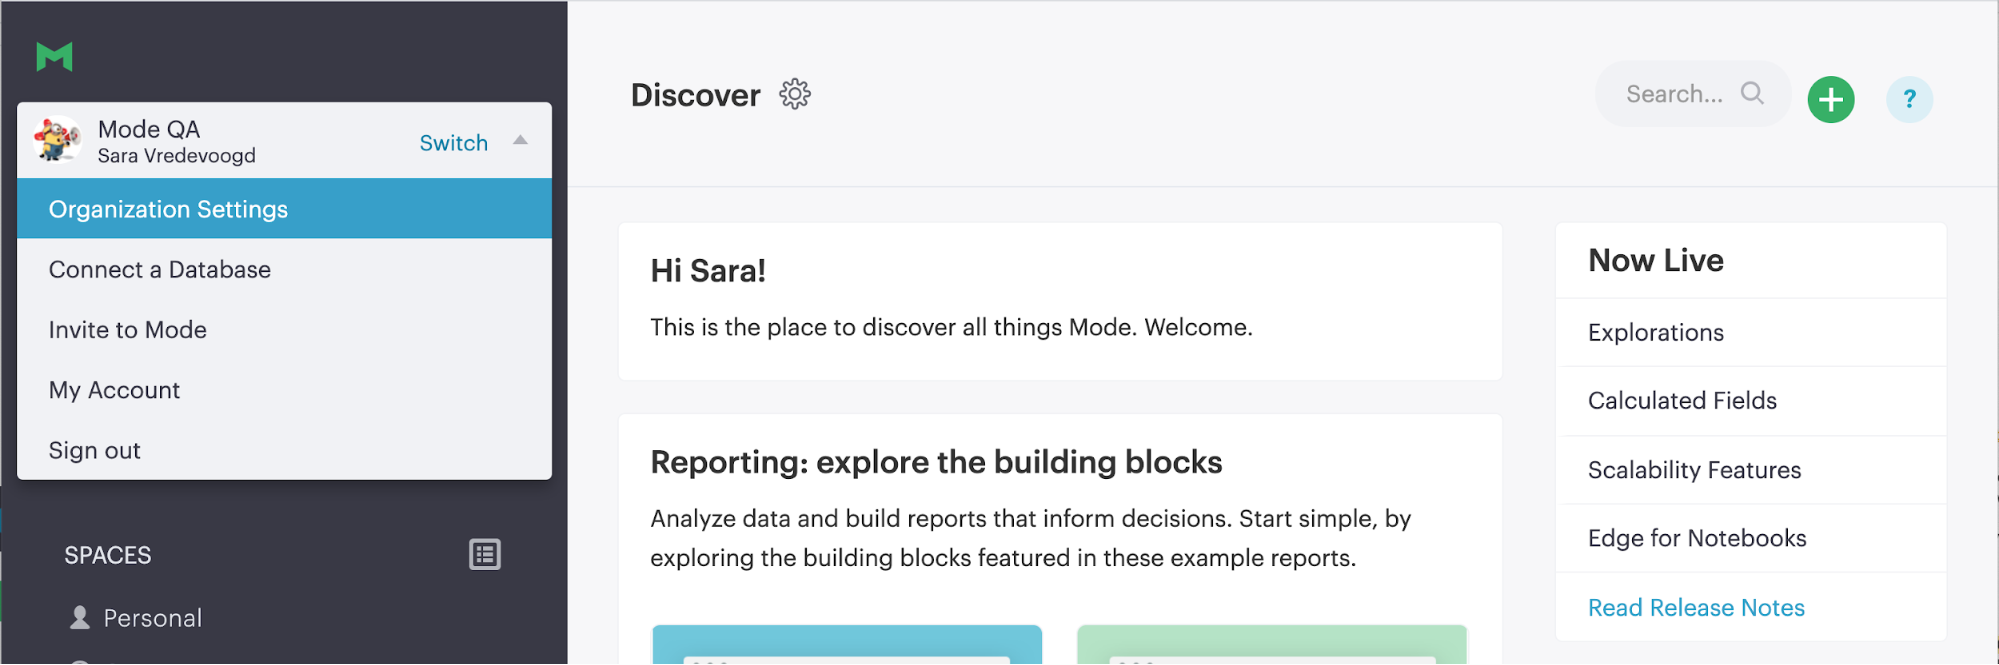 Mode QA
Sara Vredevoogd
Switch
Organization Settings
Connect a Database
Invite to Mode
My Account
Sign out
SPACES
Personal
Discover
Search...
?
Hi Sara!
This is the place to discover all things Mode. Welcome.
Reporting: explore the building blocks
Analyze data and build reports that inform decisions. Start simple, by
exploring the building blocks featured in these example reports.
Now Live
Explorations
Calculated Fields
Scalability Features
Edge for Notebooks
Read Release Notes